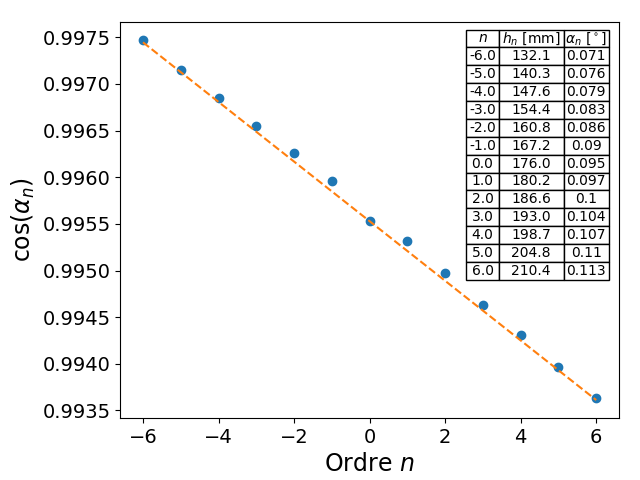 0.9975
0.9970
0.9965
0.9960
0.9955
0.9950
0.9945
0.9940
0.9935
cos(αₙ)
n hₙ [mm] αₙ [°]
-6.0 132.1 0.071
-5.0 140.3 0.076
-4.0 147.6 0.079
-3.0 154.4 0.083
-2.0 160.8 0.086
-1.0 167.2 0.09
0.0 176.0 0.095
1.0 180.2 0.097
2.0 186.6 0.1
3.0 193.0 0.104
4.0 198.7 0.107
5.0 204.8 0.11
6.0 210.4 0.113
−6 −4 −2 0 2 4 6
Ordre n